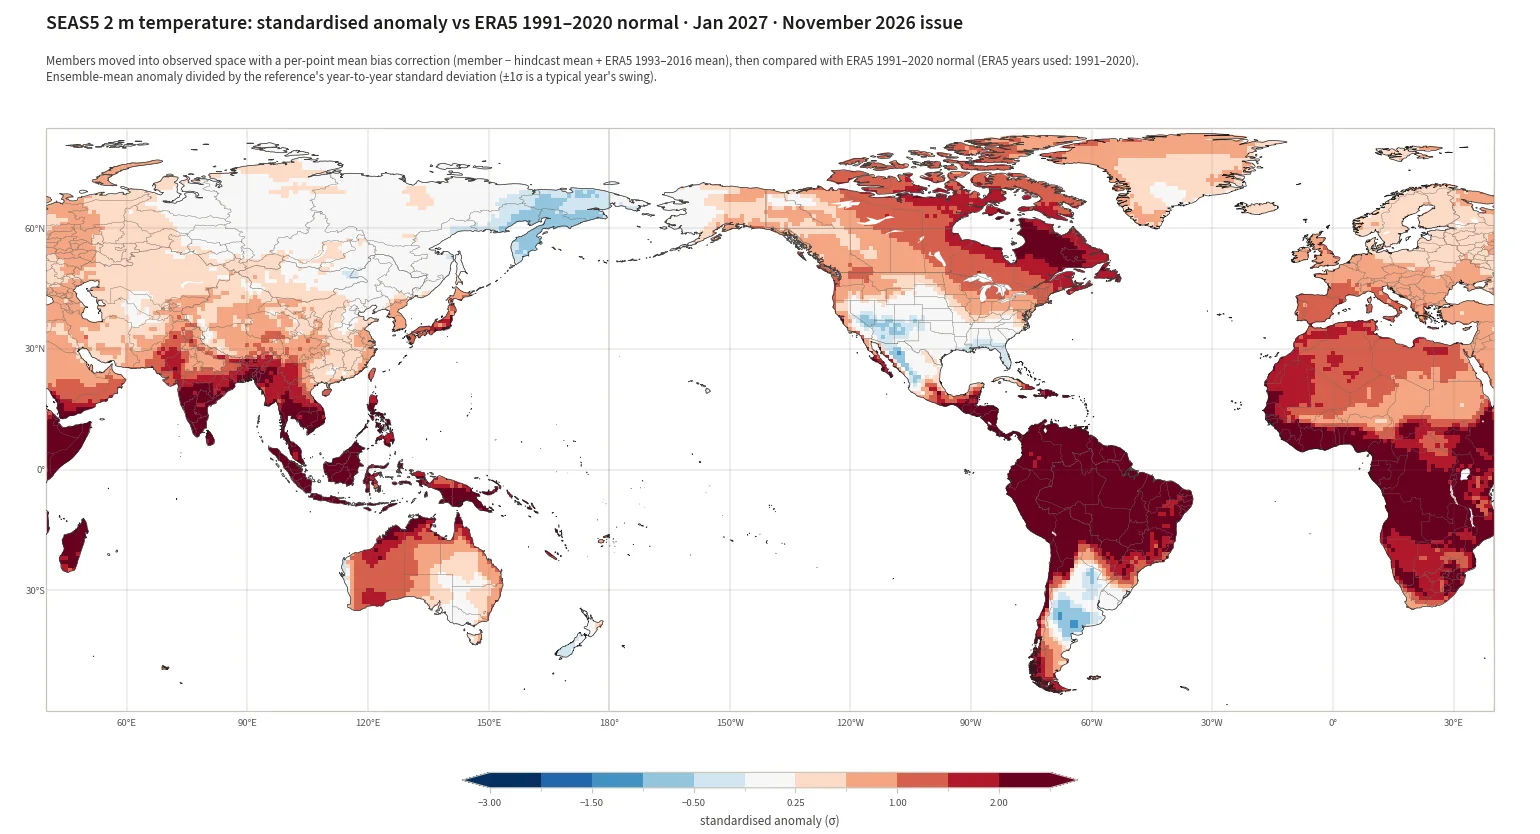 SEAS5 2 m temperature: standardised anomaly vs ERA5 1991–2020 normal · Jan 2027 · November 2026 issue
Members moved into observed space with a per-point mean bias correction (member − hindcast mean + ERA5 1993–2016 mean), then compared with ERA5 1991–2020 normal (ERA5 years used: 1991–2020).
Ensemble-mean anomaly divided by the reference's year-to-year standard deviation (±1σ is a typical year's swing).
60°N
30°N
0°
30°S
60°E 90°E 120°E 150°E 180° 150°W 120°W 90°W 60°W 30°W 0° 30°E
−3.00 −1.50 −0.50 0.25 1.00 2.00
standardised anomaly (σ)